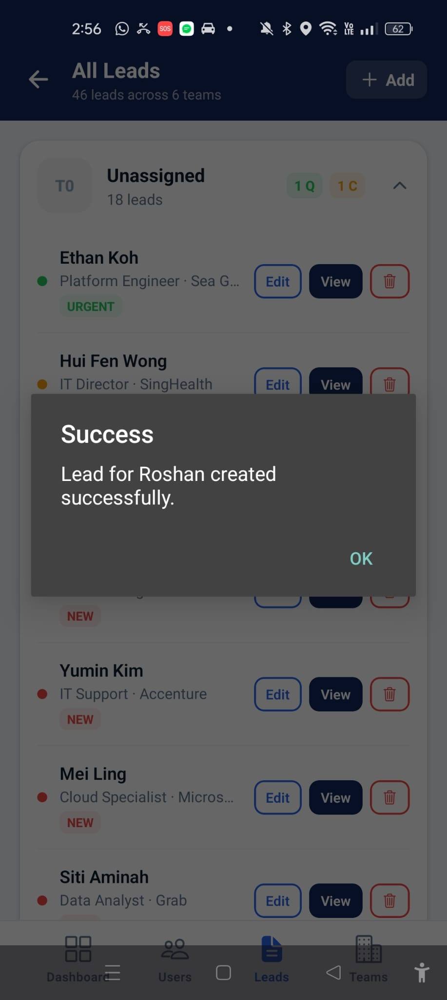 2:56
SOS
Vo
LTE
62
All Leads
46 leads across 6 teams
+ Add
T0
Unassigned
18 leads
1 Q
1 C
Ethan Koh
Platform Engineer · Sea G...
URGENT
Edit
View
Hui Fen Wong
IT Director · SingHealth
Edit
View
Success
Lead for Roshan created
successfully.
OK
NEW
Yumin Kim
IT Support · Accenture
NEW
Edit
View
Mei Ling
Cloud Specialist · Micros...
NEW
Edit
View
Siti Aminah
Data Analyst · Grab
Edit
View
Dashboard
Users
Leads
Teams